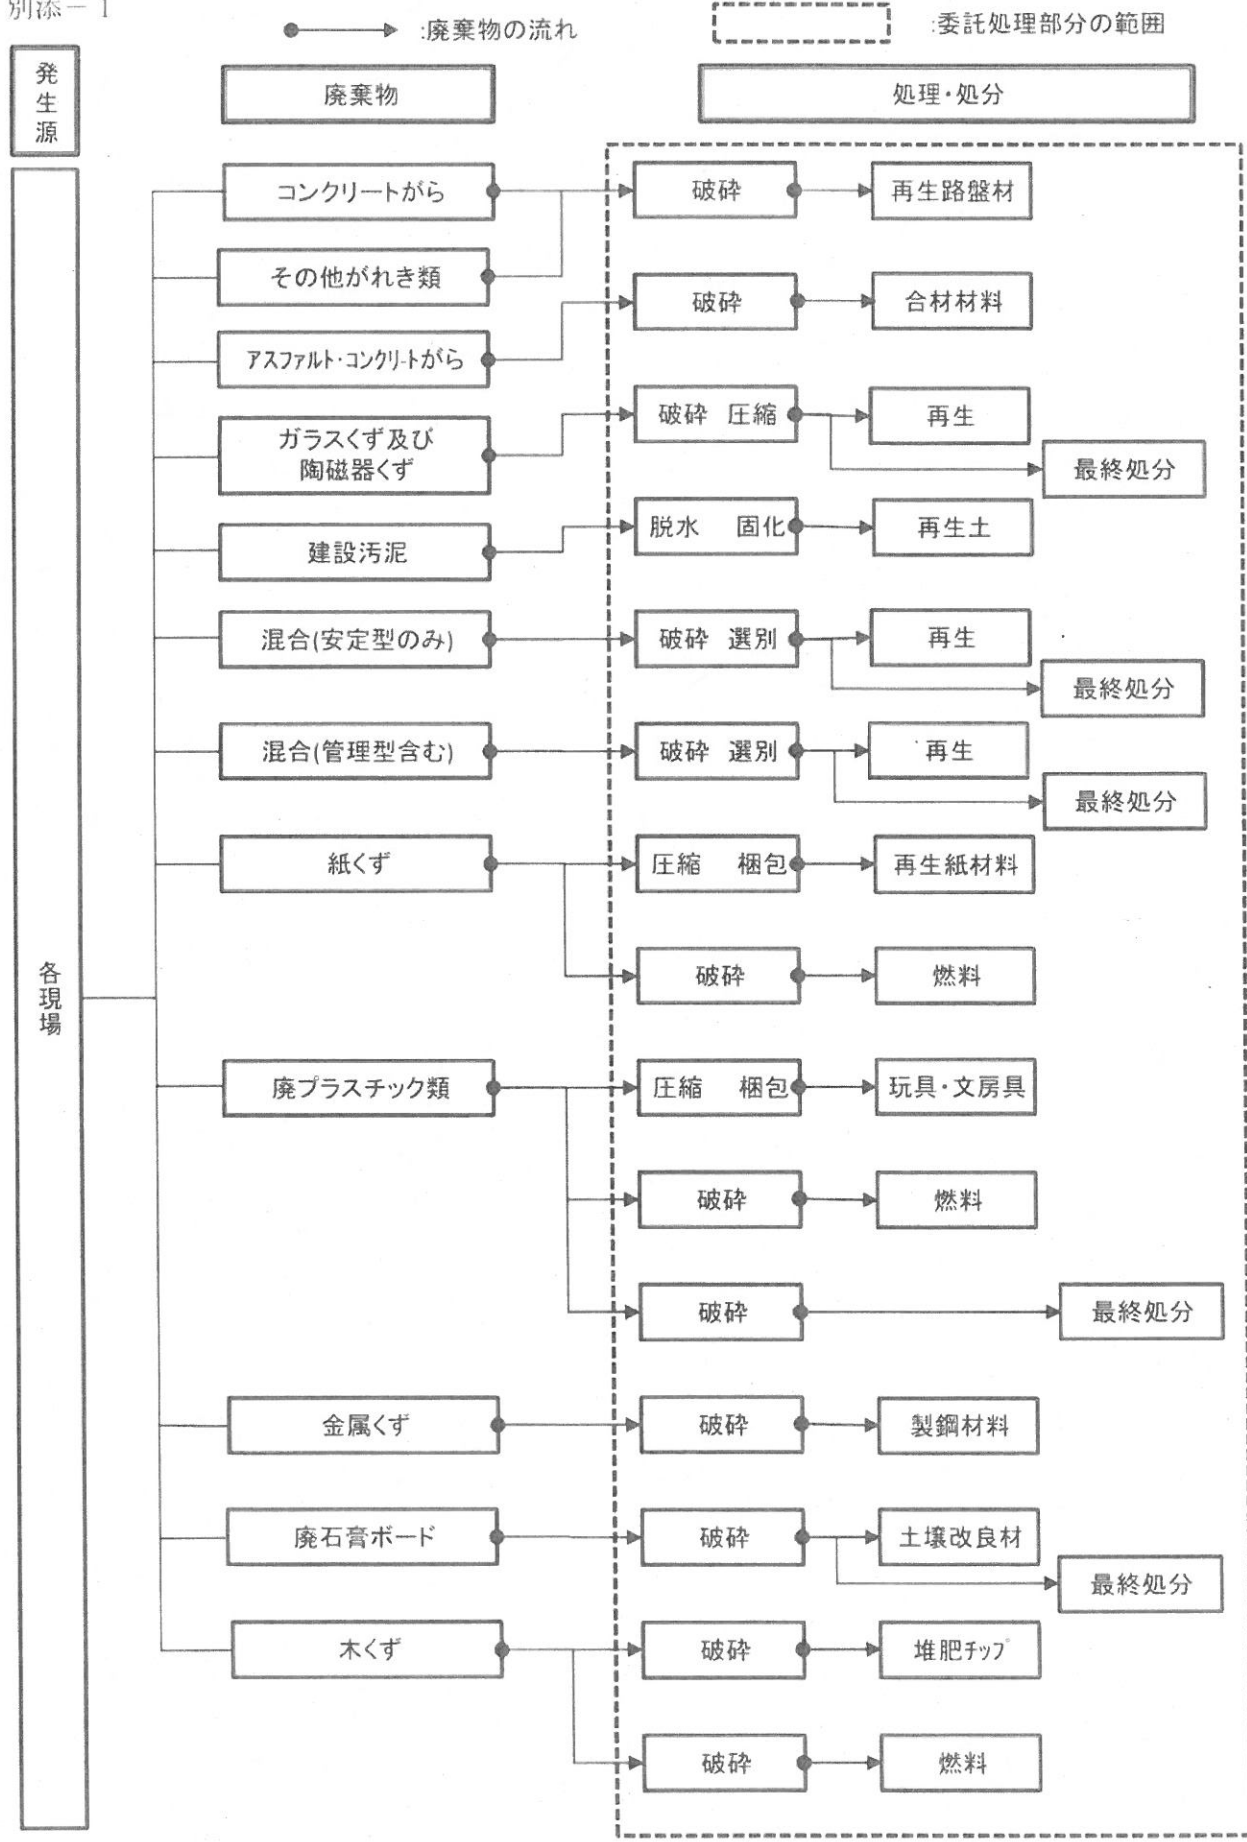 別添－1
:廃棄物の流れ
:委託処理部分の範囲
発生源
廃棄物
処理・処分
各現場
コンクリートがら
破砕
再生路盤材
その他がれき類
破砕
合材材料
アスファルト・コンクリートがら
破砕 圧縮
再生
ガラスくず及び
陶磁器くず
最終処分
脱水 固化
再生土
建設汚泥
混合(安定型のみ)
破砕 選別
再生
最終処分
混合(管理型含む)
破砕 選別
再生
最終処分
紙くず
圧縮 梱包
再生紙材料
破砕
燃料
廃プラスチック類
圧縮 梱包
玩具・文房具
破砕
燃料
破砕
最終処分
金属くず
破砕
製鋼材料
廃石膏ボード
破砕
土壌改良材
最終処分
木くず
破砕
堆肥チップ
破砕
燃料